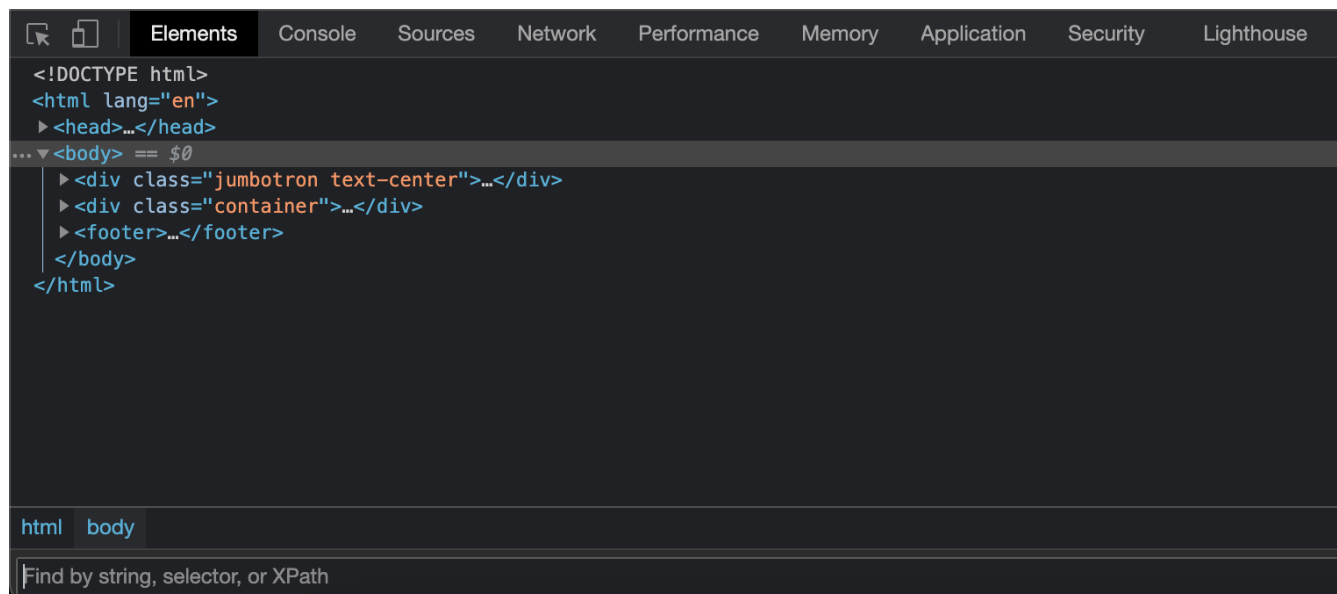 Elements Console Sources Network Performance Memory Application Security Lighthouse
<!DOCTYPE html>
<html lang="en">
<head>…</head>
… <body> == $0
<div class="jumbotron text-center">…</div>
<div class="container">…</div>
<footer>…</footer>
</body>
</html>
html body
Find by string, selector, or XPath